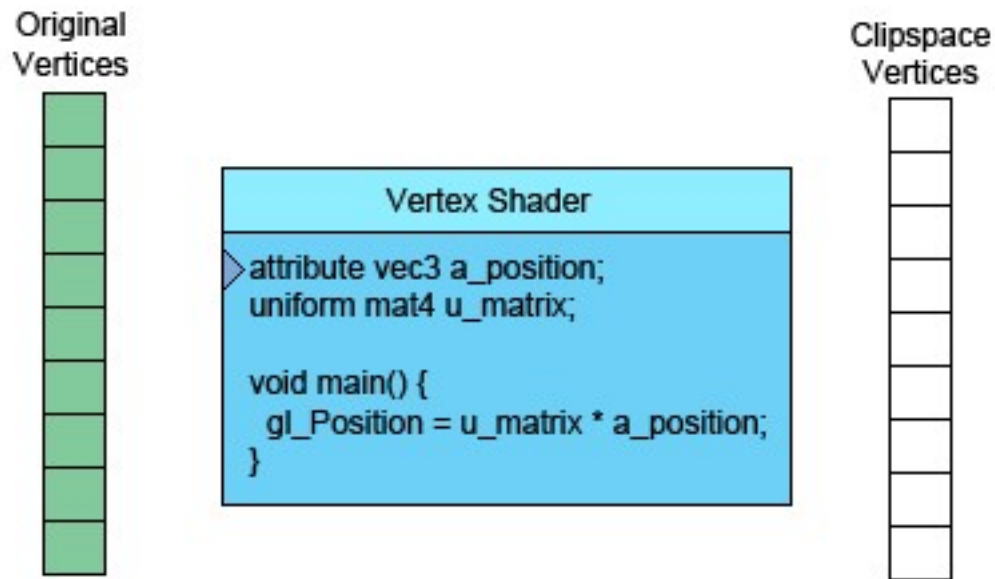 Original
Vertices
Clipspace
Vertices
Vertex Shader
attribute vec3 a_position;
uniform mat4 u_matrix;
void main() {
gl_Position = u_matrix * a_position;
}